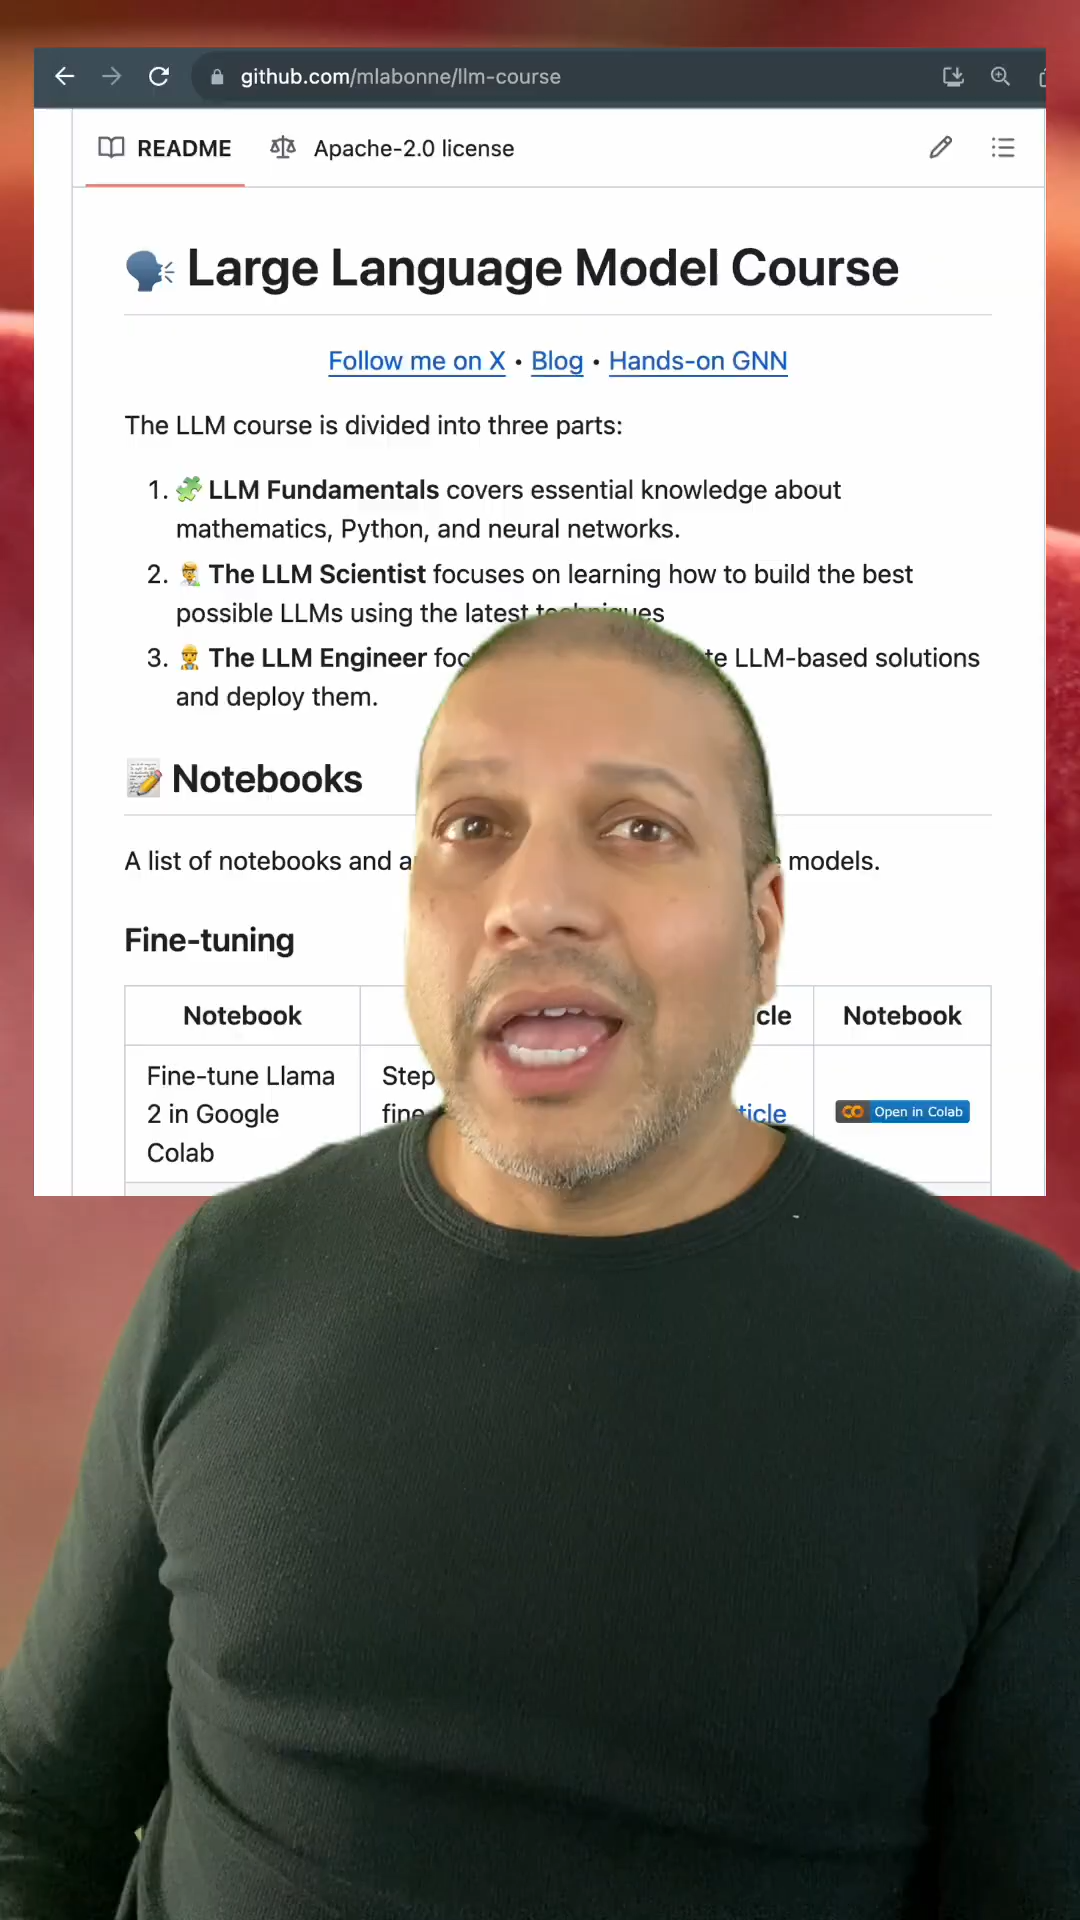 github.com/mlabonne/llm-course
README Apache-2.0 license
Large Language Model Course
Follow me on X • Blog • Hands-on GNN
The LLM course is divided into three parts:
1. LLM Fundamentals covers essential knowledge about
mathematics, Python, and neural networks.
2. The LLM Scientist focuses on learning how to build the best
possible LLMs using the latest techniques
3. The LLM Engineer LLM-based solutions
and deploy them.
Notebooks
A list of notebooks and models.
Fine-tuning
Notebook Notebook
Fine-tune Llama
2 in Google
Colab
Step
Open in Colab